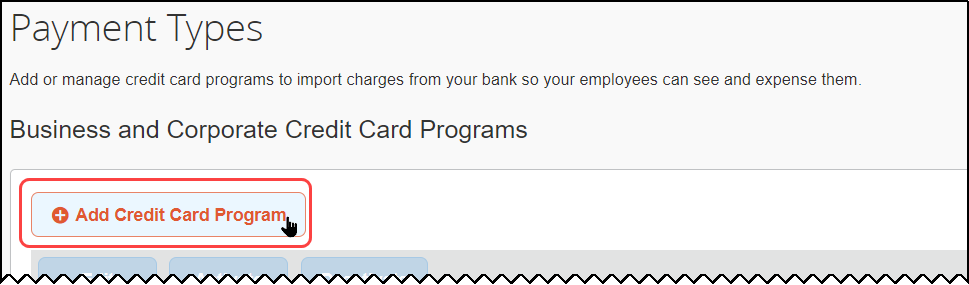 Payment Types
Add or manage credit card programs to import charges from your bank so your employees can see and expense them.
Business and Corporate Credit Card Programs
Add Credit Card Program